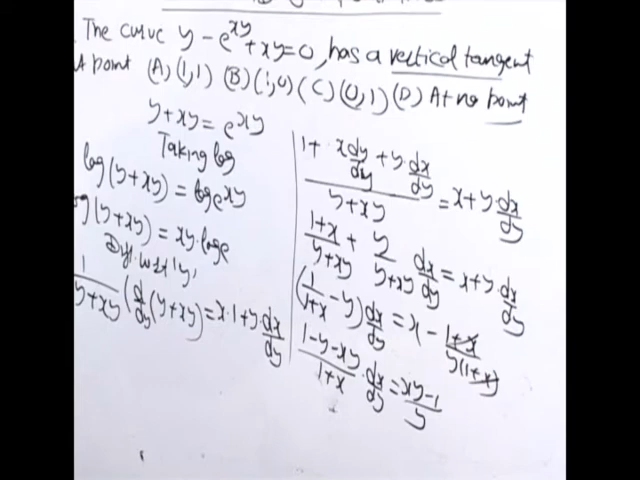 The curve y - e^xy + xy = 0, has a vertical tangent
A point (A) (1,1) (B) (1,0) (C) (0,1) (D) At no point
y + xy = e^xy
Taking log
log(y + xy) = log e^xy
log(y + xy) = xy·log e
Diff. w.r.t 'y'
1/(y+xy) (d/dy (y+xy) = x·1 + y·dx/dy
(1 + x dy/dy + y·dx/dy)/(y+xy) = x + y·dx/dy
(1+x)/(y+xy) + y/(y+xy) dx/dy = x + y·dx/dy
(1/(1+x) - y) dx/dy = x - (1+x)/(y(1+x))
(1-y-xy)/(1+x)·dx/dy = (xy-1)/y